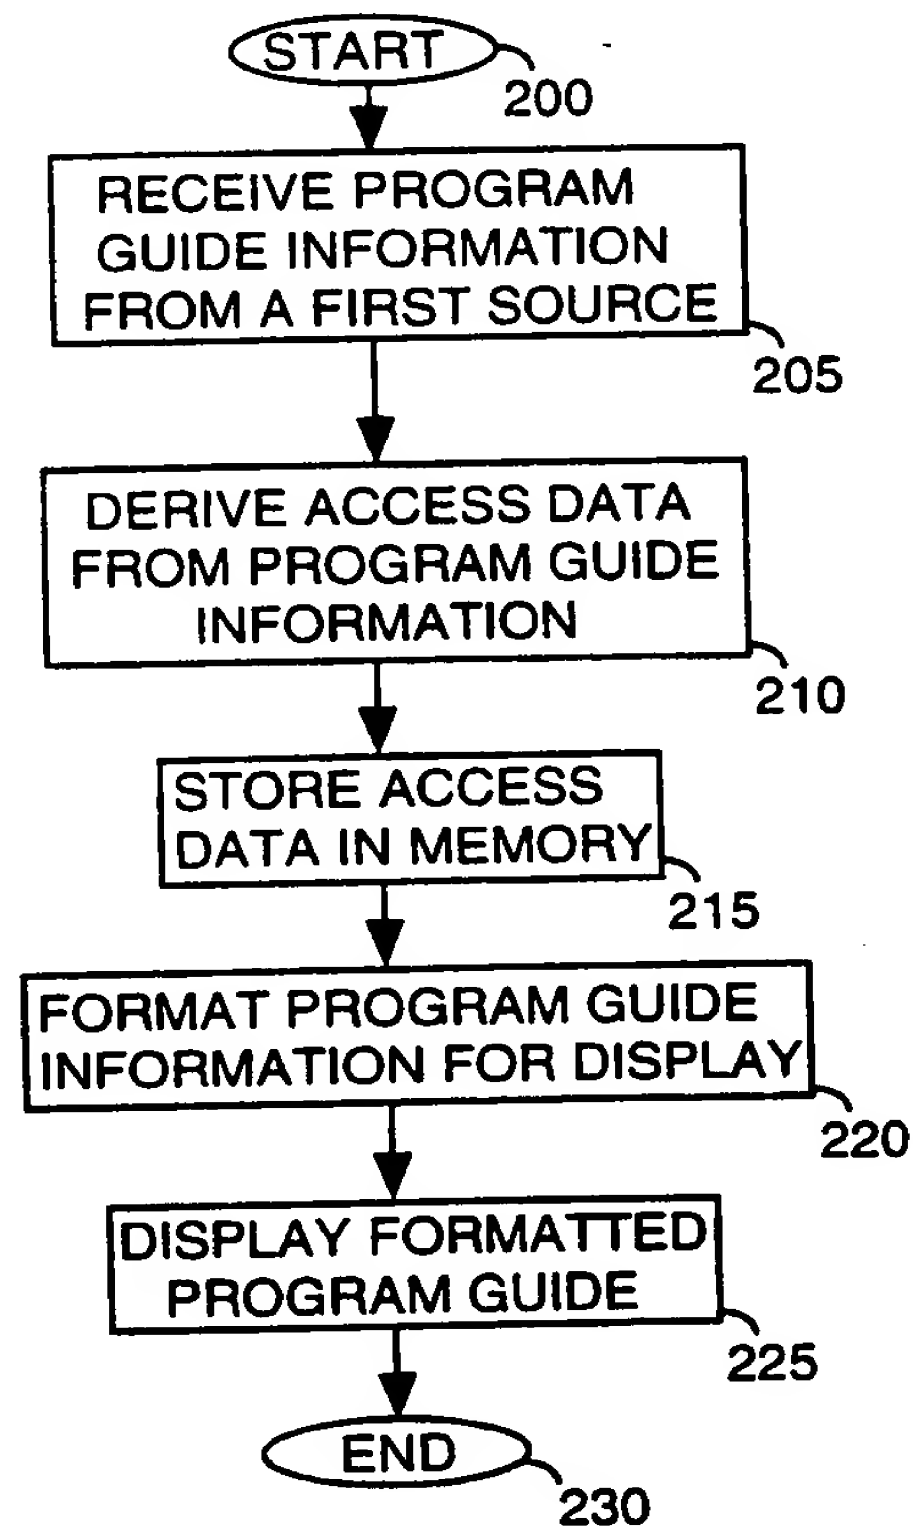 START
200
RECEIVE PROGRAM
GUIDE INFORMATION
FROM A FIRST SOURCE
205
DERIVE ACCESS DATA
FROM PROGRAM GUIDE
INFORMATION
210
STORE ACCESS
DATA IN MEMORY
215
FORMAT PROGRAM GUIDE
INFORMATION FOR DISPLAY
220
DISPLAY FORMATTED
PROGRAM GUIDE
225
END
230